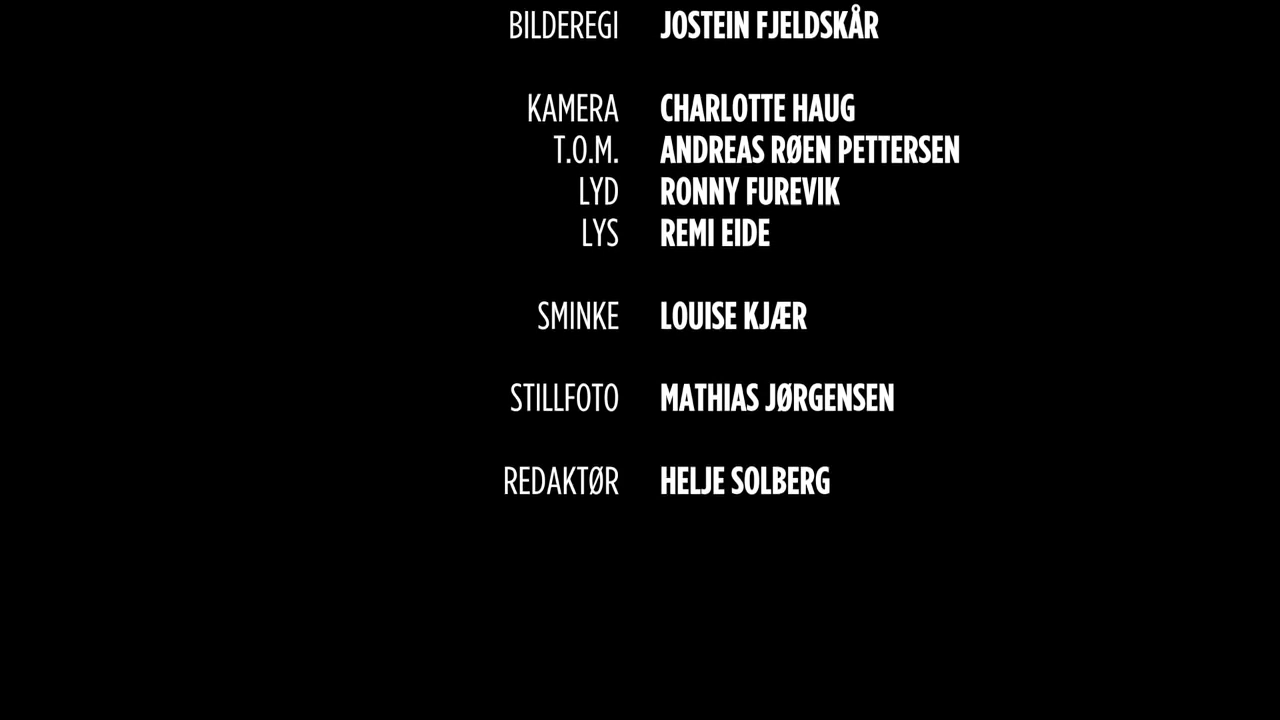 BILDEREGI JOSTEIN FJELDSKÅR
KAMERA CHARLOTTE HAUG
T.O.M. ANDREAS RØEN PETTERSEN
LYD RONNY FUREVIK
LYS REMI EIDE
SMINKE LOUISE KJÆR
STILLFOTO MATHIAS JØRGENSEN
REDAKTØR HELJE SOLBERG